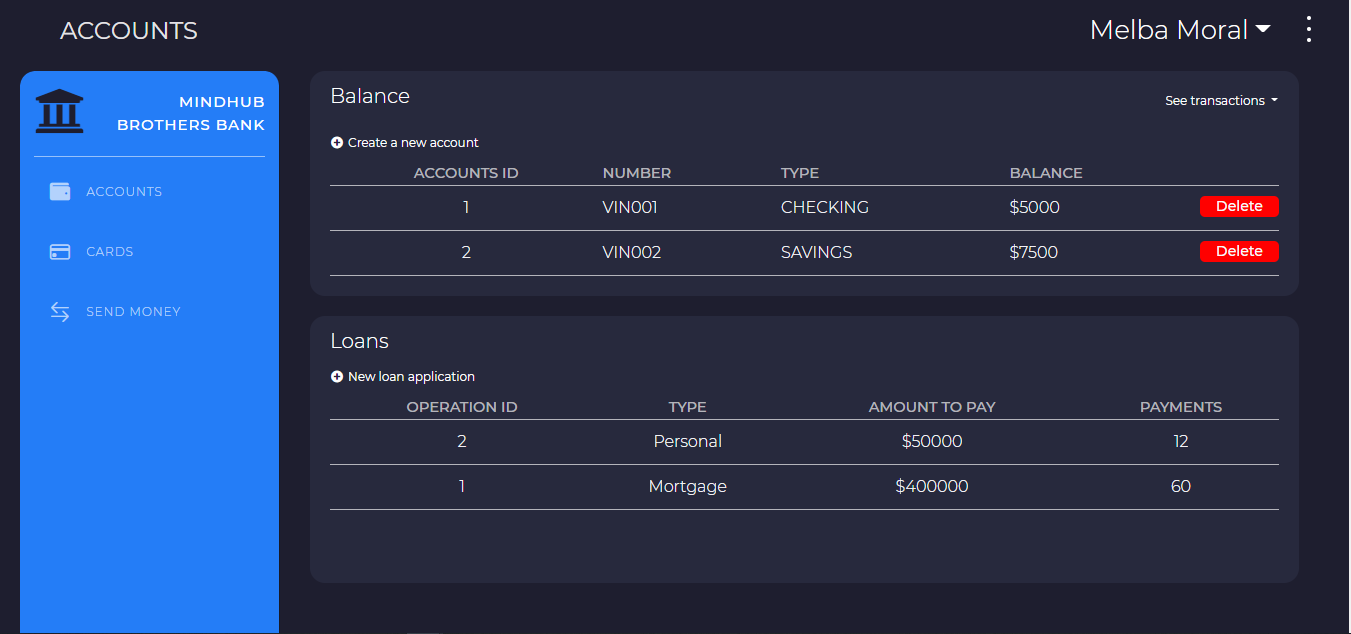 ACCOUNTS
Melba Moral
MINDHUB
BROTHERS BANK
ACCOUNTS
CARDS
SEND MONEY
Balance
See transactions
Create a new account
ACCOUNTS ID NUMBER TYPE BALANCE
1 VIN001 CHECKING $5000 Delete
2 VIN002 SAVINGS $7500 Delete
Loans
New loan application
OPERATION ID TYPE AMOUNT TO PAY PAYMENTS
2 Personal $50000 12
1 Mortgage $400000 60